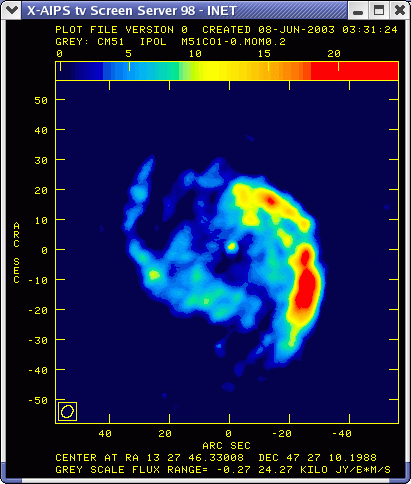 X-AIPS tv Screen Server 98 - INET
PLOT FILE VERSION 0 CREATED 08-JUN-2003 03:31:24
GREY: CM51 IPOL M51CO1-0.MOM0.2
0 5 10 15 20
50
40
30
20
10
0
-10
-20
-30
-40
-50
ARC SEC
40 20 0 -20 -40
ARC SEC
CENTER AT RA 13 27 46.33008 DEC 47 27 10.1988
GREY SCALE FLUX RANGE= -0.27 24.27 KILO JY/B*M/S